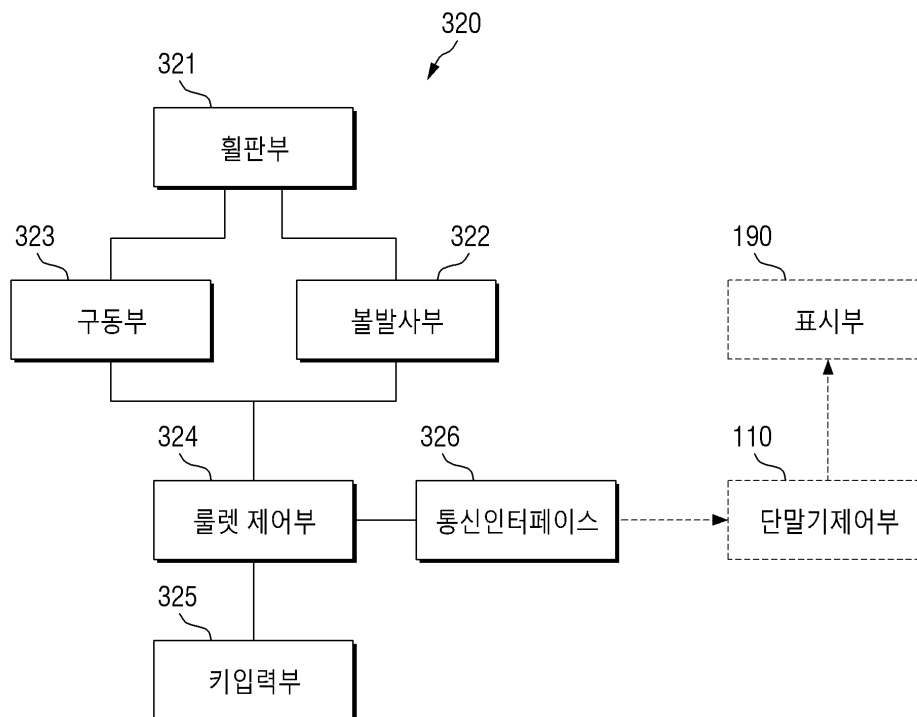 320
321
휠판부
323
322
190
구동부
볼발사부
표시부
324
326
110
룰렛 제어부
통신인터페이스
단말기제어부
325
키입력부